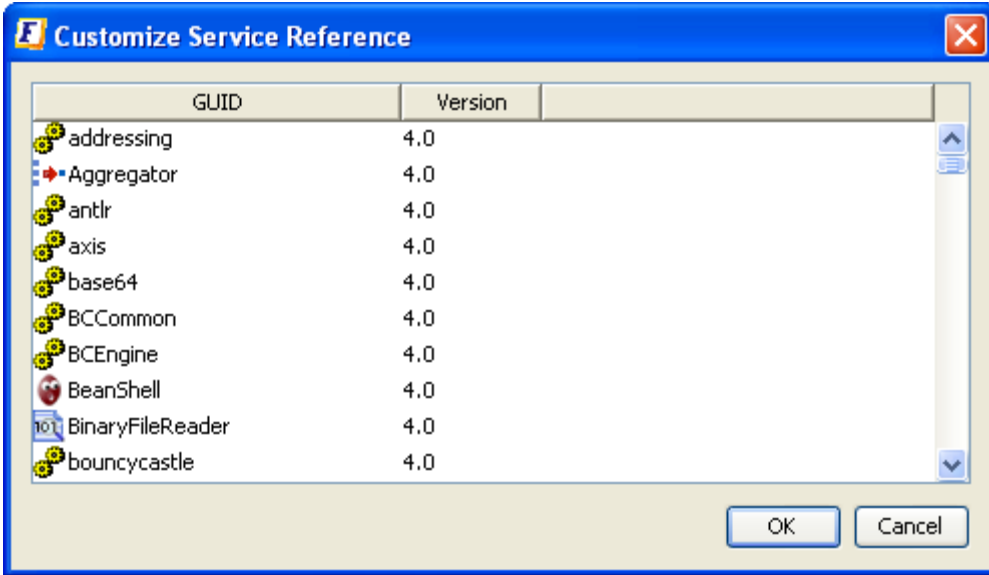 F Customize Service Reference
GUID Version
addressing 4.0
Aggregator 4.0
antlr 4.0
axis 4.0
base64 4.0
BCCommon 4.0
BCEngine 4.0
BeanShell 4.0
101 BinaryFileReader 4.0
bouncycastle 4.0
OK Cancel